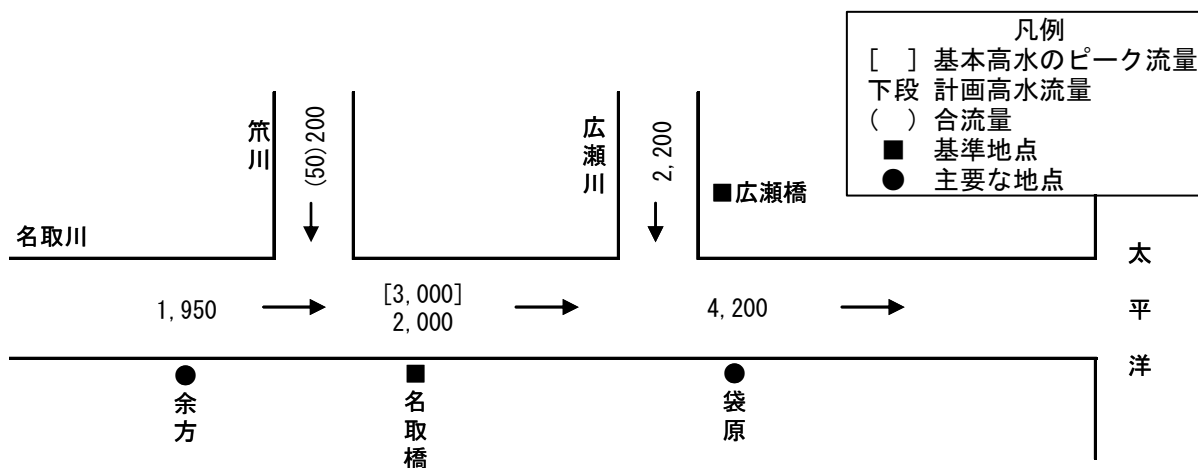 凡例
[ ] 基本高水のピーク流量
下段 計画高水流量
( ) 合流量
■ 基準地点
● 主要な地点
笊川
(50)200
広瀬川
2,200
■広瀬橋
名取川
太平洋
1,950
[3,000]
2,000
4,200
余方
名取橋
袋原